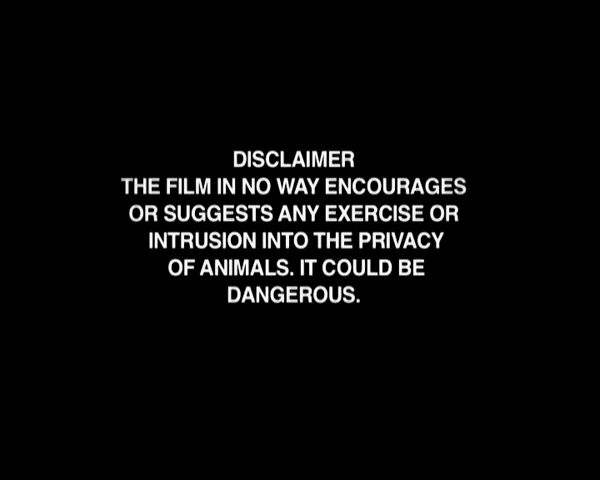 DISCLAIMER
THE FILM IN NO WAY ENCOURAGES
OR SUGGESTS ANY EXERCISE OR
INTRUSION INTO THE PRIVACY
OF ANIMALS. IT COULD BE
DANGEROUS.